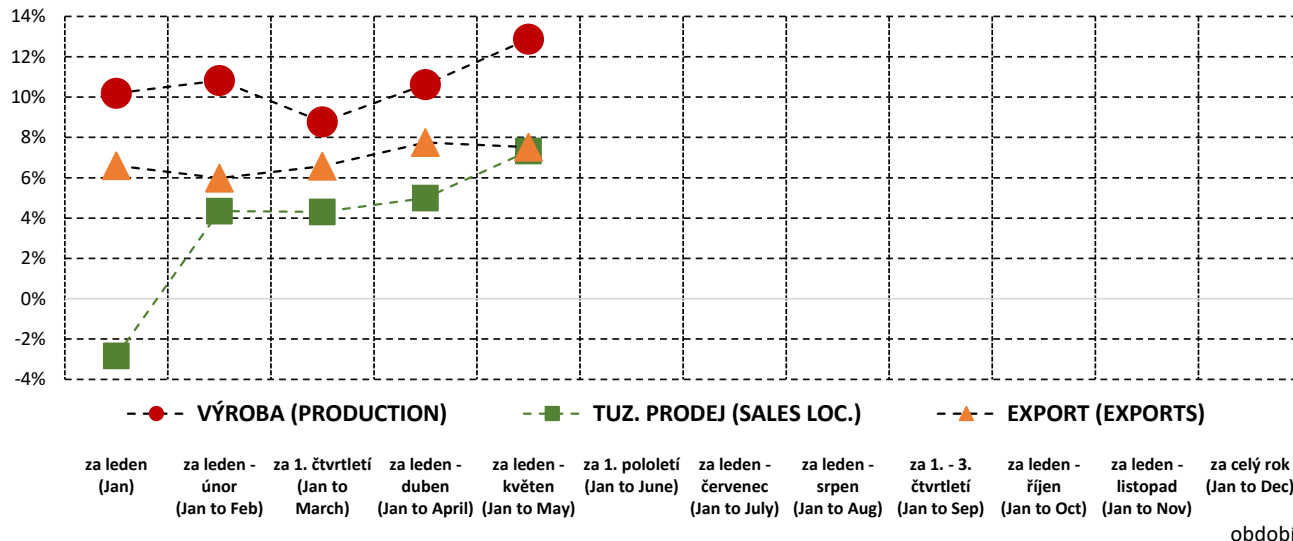 14%
12%
10%
8%
6%
4%
2%
0%
-2%
-4%
VÝROBA (PRODUCTION)
TUZ. PRODEJ (SALES LOC.)
EXPORT (EXPORTS)
za leden
(Jan)
za leden -
únor
(Jan to Feb)
za 1. čtvrtletí
(Jan to
March)
za leden -
duben
(Jan to April)
za leden -
květen
(Jan to May)
za 1. pololetí
(Jan to June)
za leden -
červenec
(Jan to July)
za leden -
srpen
(Jan to Aug)
za 1. - 3.
čtvrtletí
(Jan to Sep)
za leden -
říjen
(Jan to Oct)
za leden -
listopad
(Jan to Nov)
za celý rok
(Jan to Dec)
období